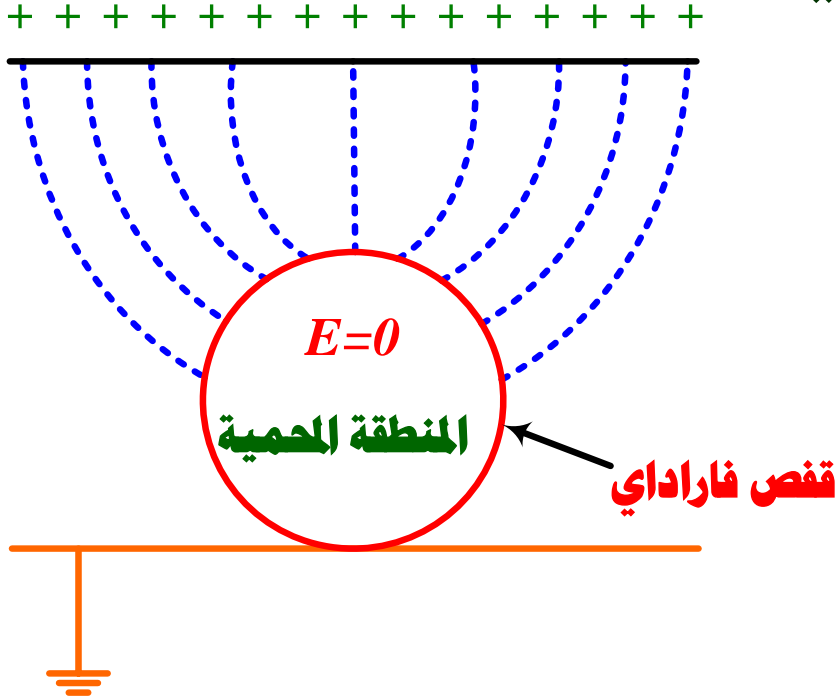 + + + + + + + + + + + + + + +
E=0
المنطقة المحمية
قفص فاراداي